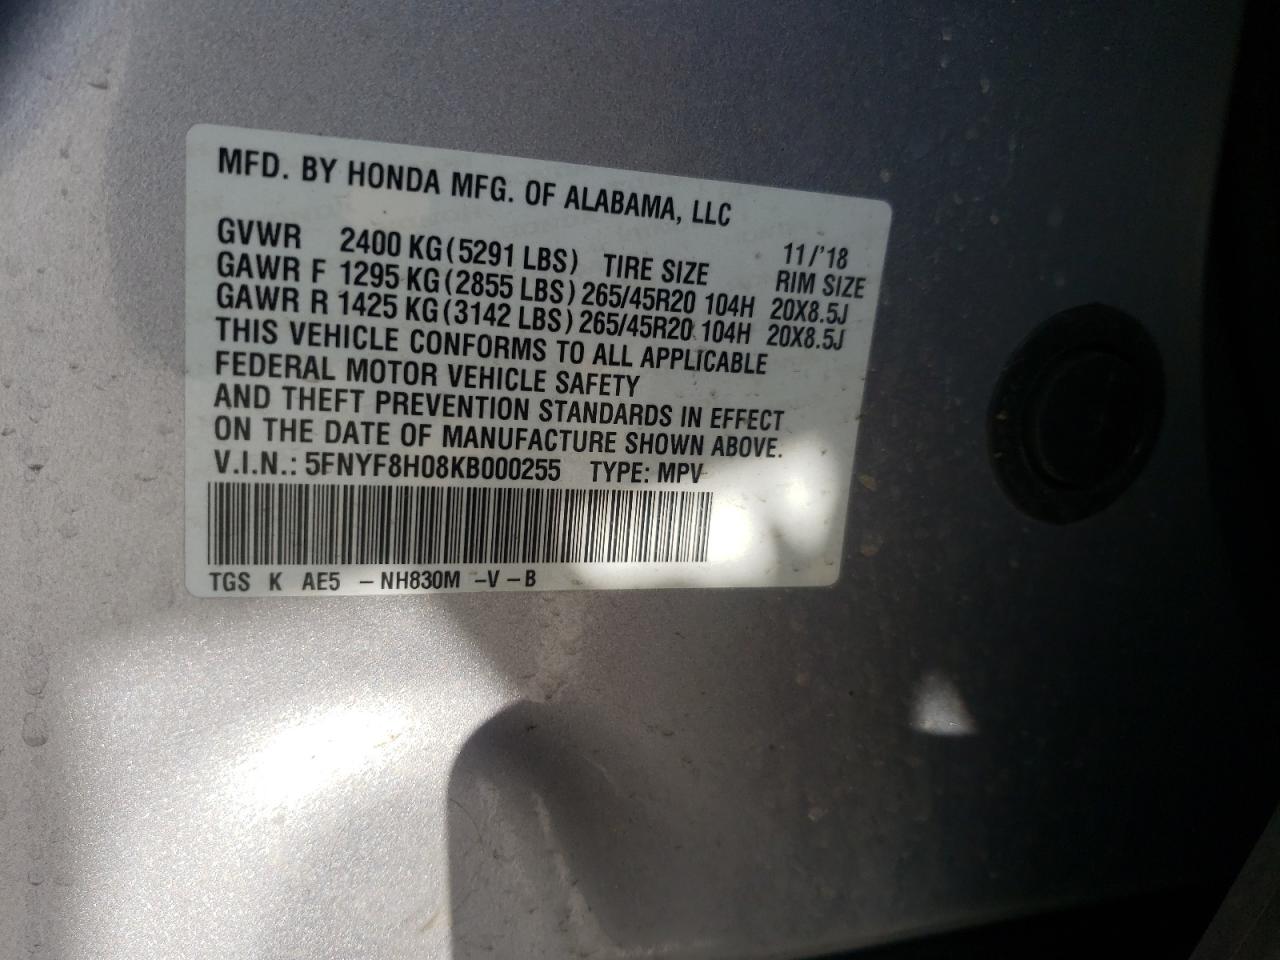 MFD. BY HONDA MFG. OF ALABAMA, LLC
11/'18
GVWR 2400 KG(5291 LBS) TIRE SIZE RIM SIZE
GAWR F 1295 KG(2855 LBS) 265/45R20 104H 20X8.5J
GAWR R 1425 KG(3142 LBS) 265/45R20 104H 20X8.5J
THIS VEHICLE CONFORMS TO ALL APPLICABLE
FEDERAL MOTOR VEHICLE SAFETY
AND THEFT PREVENTION STANDARDS IN EFFECT
ON THE DATE OF MANUFACTURE SHOWN ABOVE.
V.I.N.: 5FNYF8H08KB000255 TYPE: MPV
TGS K AE5 -NH830M -V-B